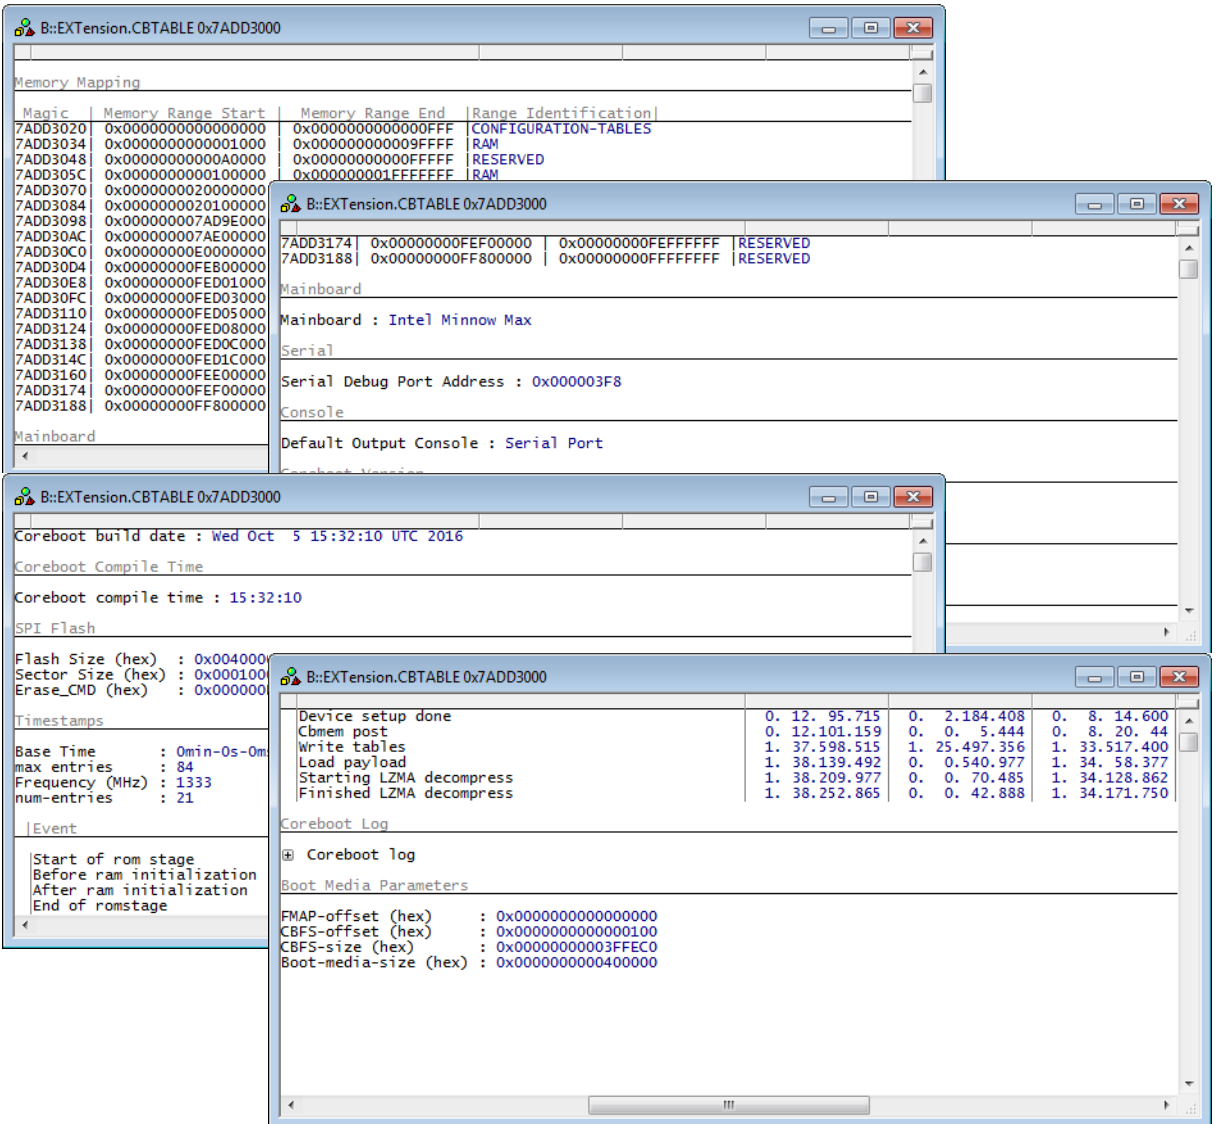 B::EXTension.CBTABLE 0x7ADD3000
Memory Mapping
Magic | Memory Range Start | Memory Range End |Range Identification|
7ADD3020| 0x0000000000000000 | 0x0000000000000FFF |CONFIGURATION-TABLES
7ADD3034| 0x0000000000001000 | 0x000000000009FFFF |RAM
7ADD3048| 0x00000000000A0000 | 0x00000000000FFFFF |RESERVED
7ADD305C| 0x0000000000100000 | 0x000000001FFFFFFF |RAM
7ADD3070| 0x0000000020000000
7ADD3084| 0x0000000020100000
7ADD3098| 0x000000007AD9E000
7ADD30AC| 0x000000007AE00000
7ADD30C0| 0x00000000E0000000
7ADD30D4| 0x00000000FEB00000
7ADD30E8| 0x00000000FED01000
7ADD30FC| 0x00000000FED03000
7ADD3110| 0x00000000FED05000
7ADD3124| 0x00000000FED08000
7ADD3138| 0x00000000FED0C000
7ADD314C| 0x00000000FED1C000
7ADD3160| 0x00000000FEE00000
7ADD3174| 0x00000000FEF00000
7ADD3188| 0x00000000FF800000
Mainboard
B::EXTension.CBTABLE 0x7ADD3000
7ADD3174| 0x00000000FEF00000 | 0x00000000FEFFFFFF |RESERVED
7ADD3188| 0x00000000FF800000 | 0x00000000FFFFFFFF |RESERVED
Mainboard
Mainboard : Intel Minnow Max
Serial
Serial Debug Port Address : 0x000003F8
Console
Default Output Console : Serial Port
Coreboot Version
B::EXTension.CBTABLE 0x7ADD3000
Coreboot build date : Wed Oct  5 15:32:10 UTC 2016
Coreboot Compile Time
Coreboot compile time : 15:32:10
SPI Flash
Flash Size (hex) : 0x004000
Sector Size (hex) : 0x000100
Erase_CMD (hex) : 0x000000
Timestamps
Base Time : 0min-0s-0ms
max entries : 84
Frequency (MHz) : 1333
num-entries : 21
|Event
|Start of rom stage
|Before ram initialization
|After ram initialization
|End of romstage
B::EXTension.CBTABLE 0x7ADD3000
|Device setup done | 0. 12. 95.715| 0. 2.184.408| 0. 8. 14.600|
|Cbmem post | 0. 12.101.159| 0. 0. 5.444| 0. 8. 20. 44|
|Write tables | 1. 37.598.515| 1. 25.497.356| 1. 33.517.400|
|Load payload | 1. 38.139.492| 0. 0.540.977| 1. 34. 58.377|
|Starting LZMA decompress | 1. 38.209.977| 0. 0. 70.485| 1. 34.128.862|
|Finished LZMA decompress | 1. 38.252.865| 0. 0. 42.888| 1. 34.171.750|
Coreboot Log
Coreboot log
Boot Media Parameters
FMAP-offset (hex) : 0x0000000000000000
CBFS-offset (hex) : 0x0000000000000100
CBFS-size (hex) : 0x00000000003FFEC0
Boot-media-size (hex) : 0x0000000000400000